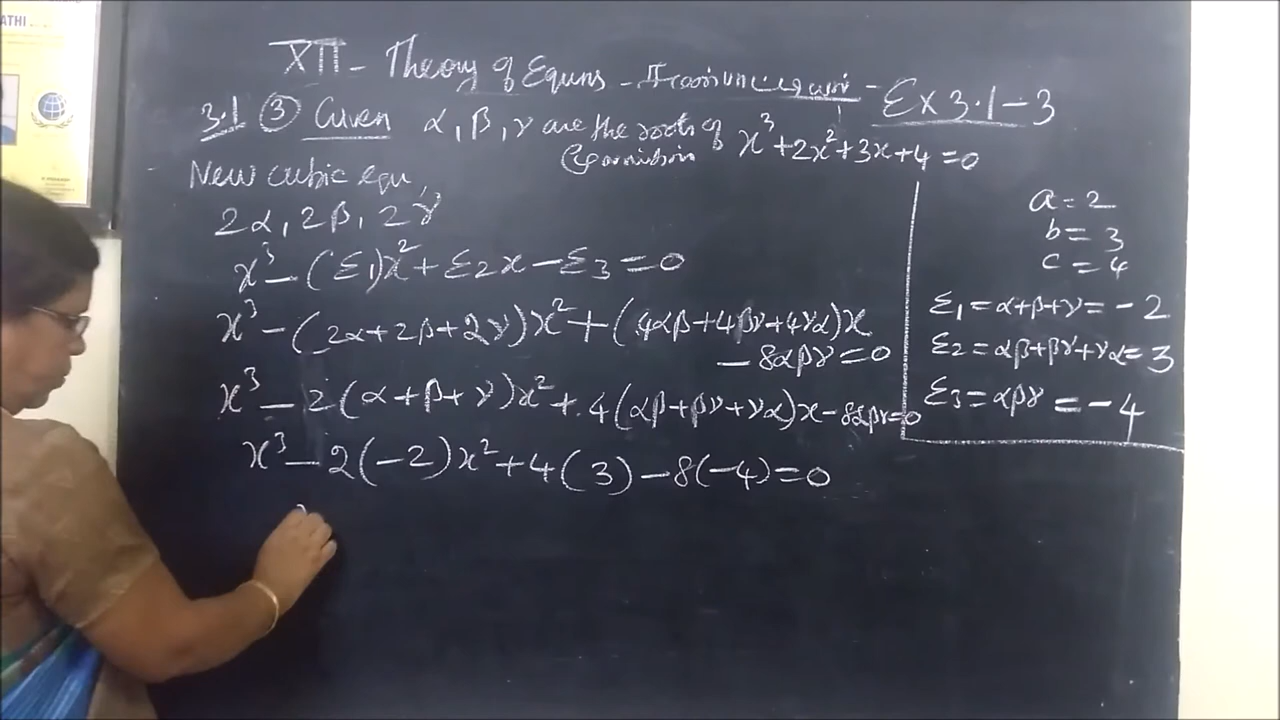 ATHI
XII - Theory of Equns - Ex 3.1-3
3.1 ③ Given α, β, γ are the roots of x³+2x²+3x+4=0
New cubic equ,
2α, 2β, 2γ
x³ - (Σ1)x² + Σ2x - Σ3 = 0
x³ - (2α+2β+2γ)x² + (4αβ+4βγ+4γα)x
- 8αβγ = 0
x³ - 2(α+β+γ)x² + 4(αβ+βγ+γα)x - 8αβγ=0
x³ - 2(-2)x² + 4(3) - 8(-4) = 0
a = 2
b = 3
c = 4
Σ1 = α+β+γ = -2
Σ2 = αβ+βγ+γα = 3
Σ3 = αβγ = -4